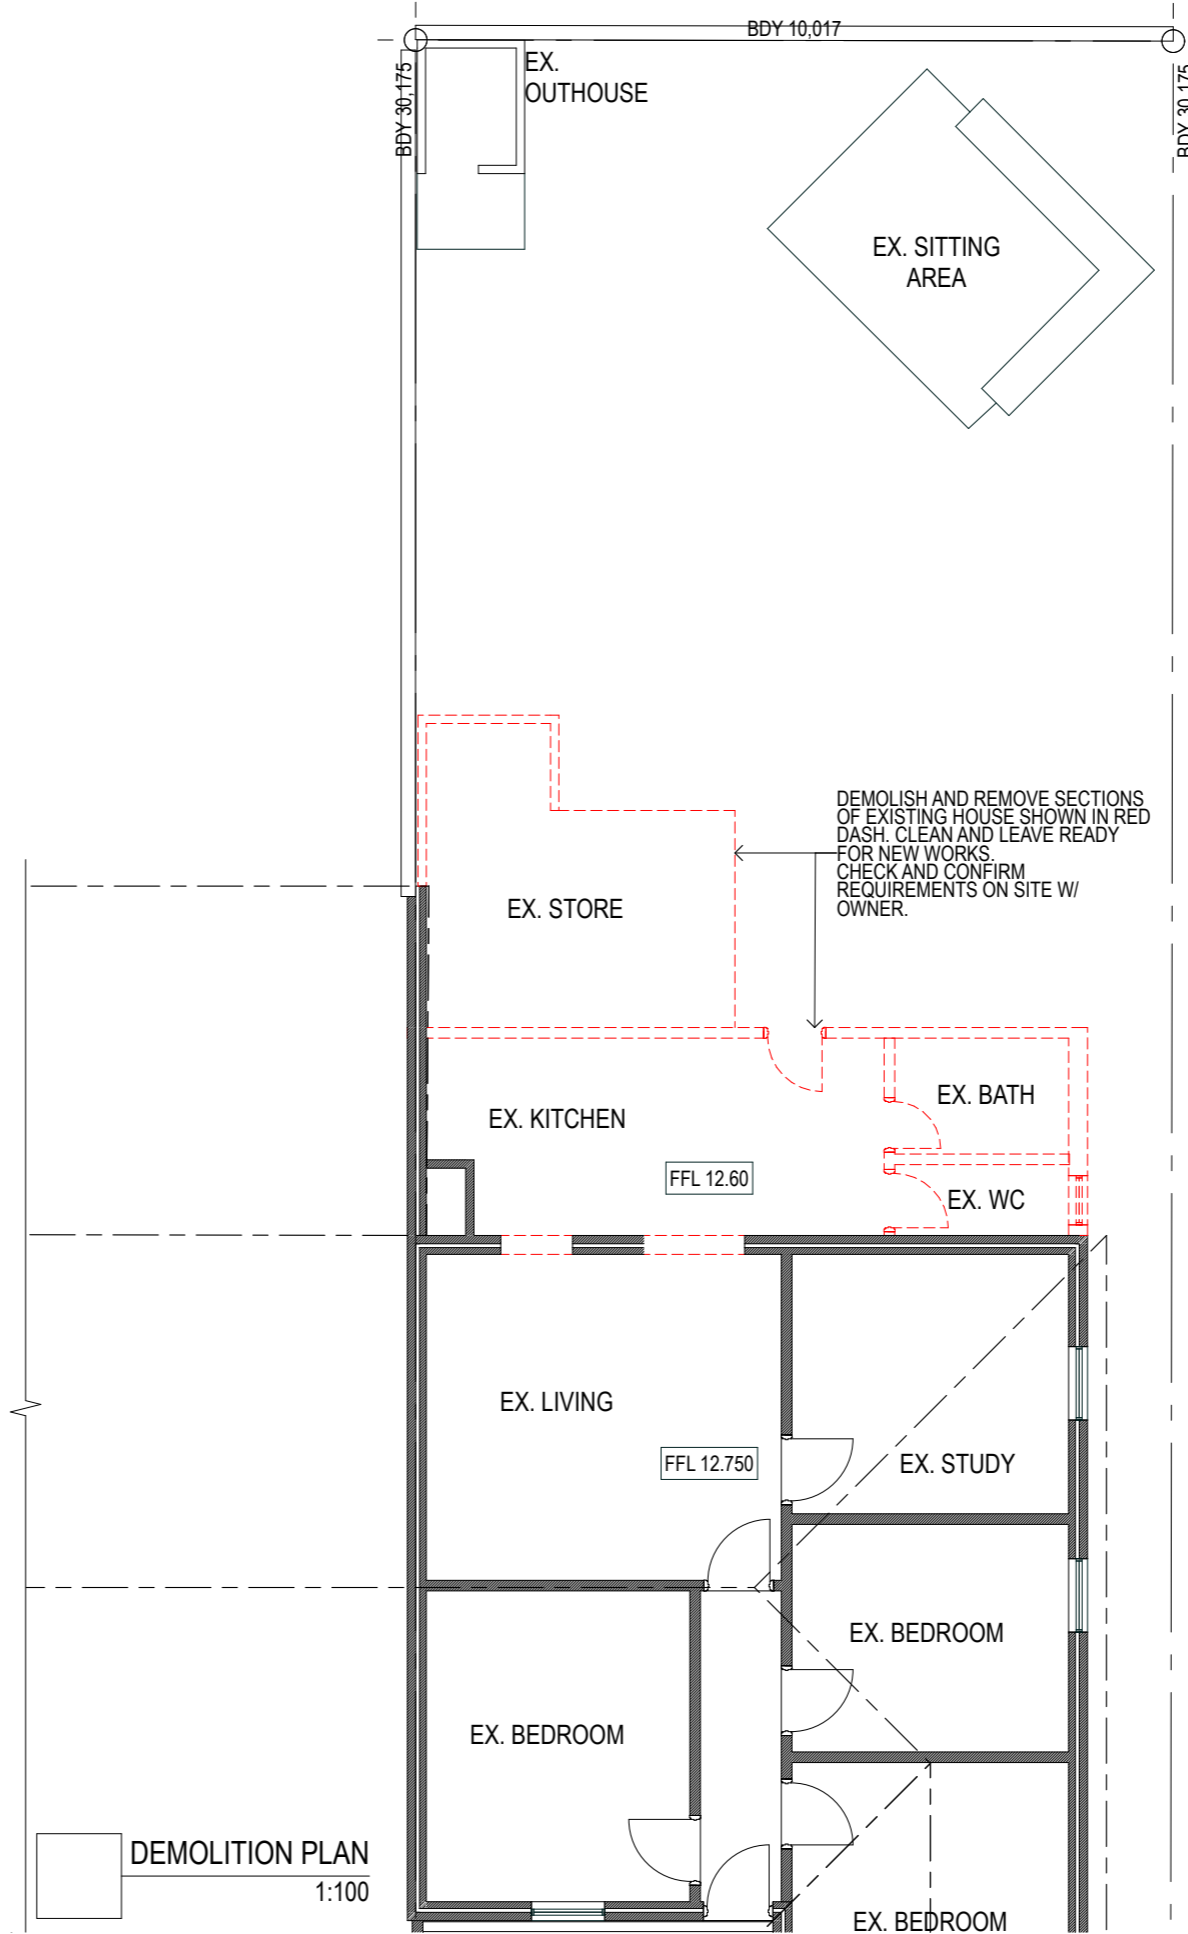 BDY 10,017
BDY 30,175
BDY 30,175
EX.
OUTHOUSE
EX. SITTING
AREA
DEMOLISH AND REMOVE SECTIONS
OF EXISTING HOUSE SHOWN IN RED
DASH. CLEAN AND LEAVE READY
FOR NEW WORKS.
CHECK AND CONFIRM
REQUIREMENTS ON SITE W/
OWNER.
EX. STORE
EX. KITCHEN
EX. BATH
FFL 12.60
EX. WC
EX. LIVING
FFL 12.750
EX. STUDY
EX. BEDROOM
EX. BEDROOM
DEMOLITION PLAN
1:100
EX. BEDROOM